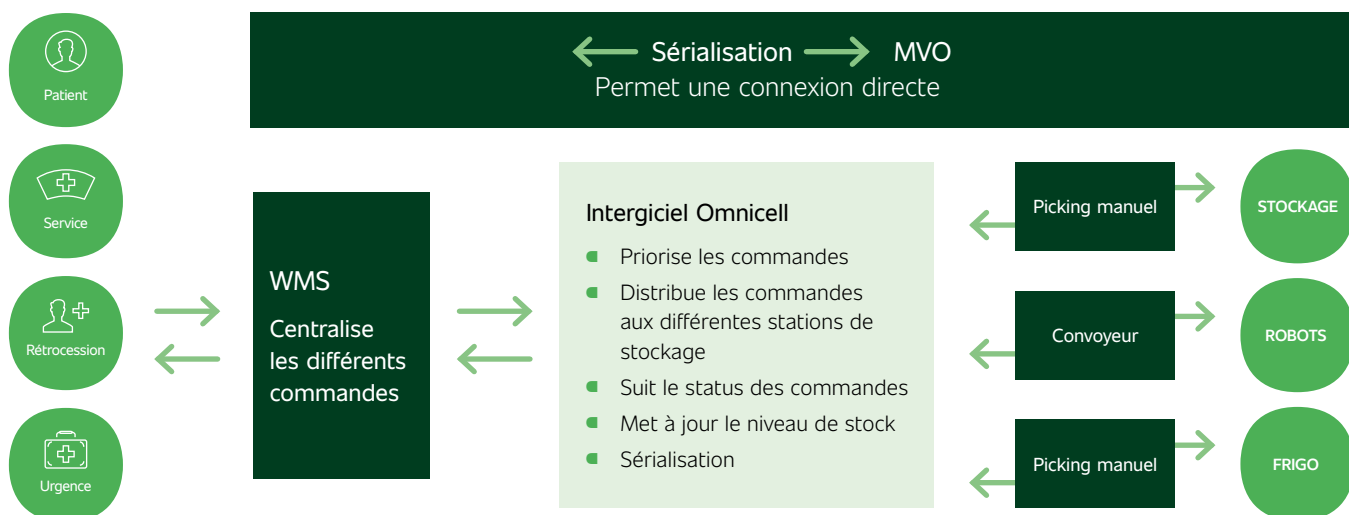 Patient
Service
Rétrocession
Urgence
Sérialisation MVO
Permet une connexion directe
WMS
Centralise
les différents
commandes
Intergiciel Omnicell
Priorise les commandes
Distribue les commandes
aux différentes stations de
stockage
Suit le status des commandes
Met à jour le niveau de stock
Sérialisation
Picking manuel
STOCKAGE
Convoyeur
ROBOTS
Picking manuel
FRIGO